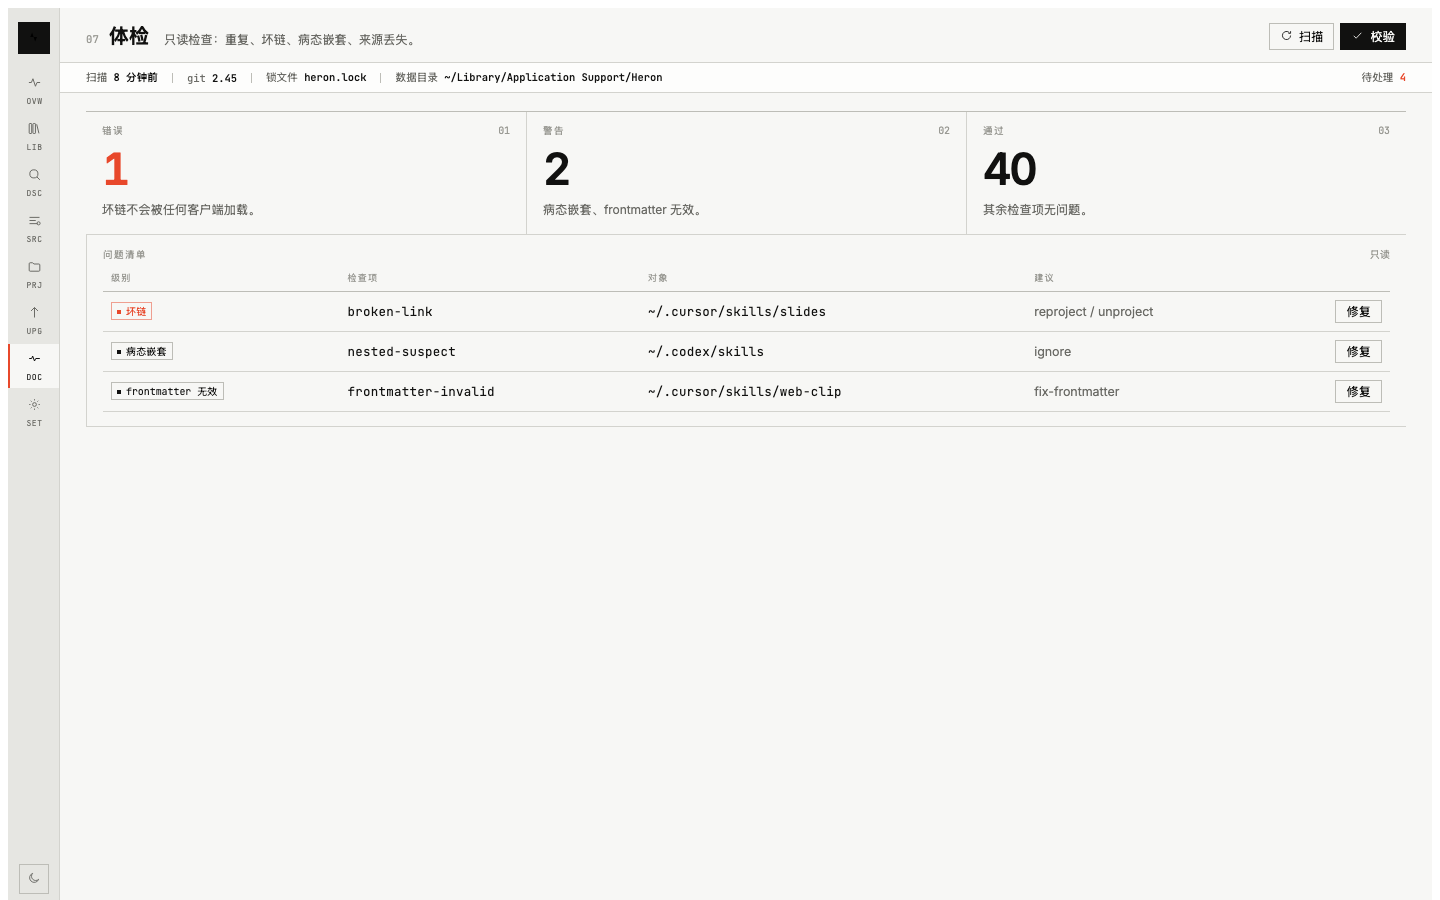 07 体检 只读检查：重复、坏链、病态嵌套、来源丢失。
扫描
校验
扫描 8 分钟前 git 2.45 锁文件 heron.lock 数据目录 ~/Library/Application Support/Heron 待处理 4
OVW
LIB
DSC
SRC
PRJ
UPG
DOC
SET
错误 01
1
坏链不会被任何客户端加载。
警告 02
2
病态嵌套、frontmatter 无效。
通过 03
40
其余检查项无问题。
问题清单 只读
级别 检查项 对象 建议
坏链 broken-link ~/.cursor/skills/slides reproject / unproject 修复
病态嵌套 nested-suspect ~/.codex/skills ignore 修复
frontmatter 无效 frontmatter-invalid ~/.cursor/skills/web-clip fix-frontmatter 修复